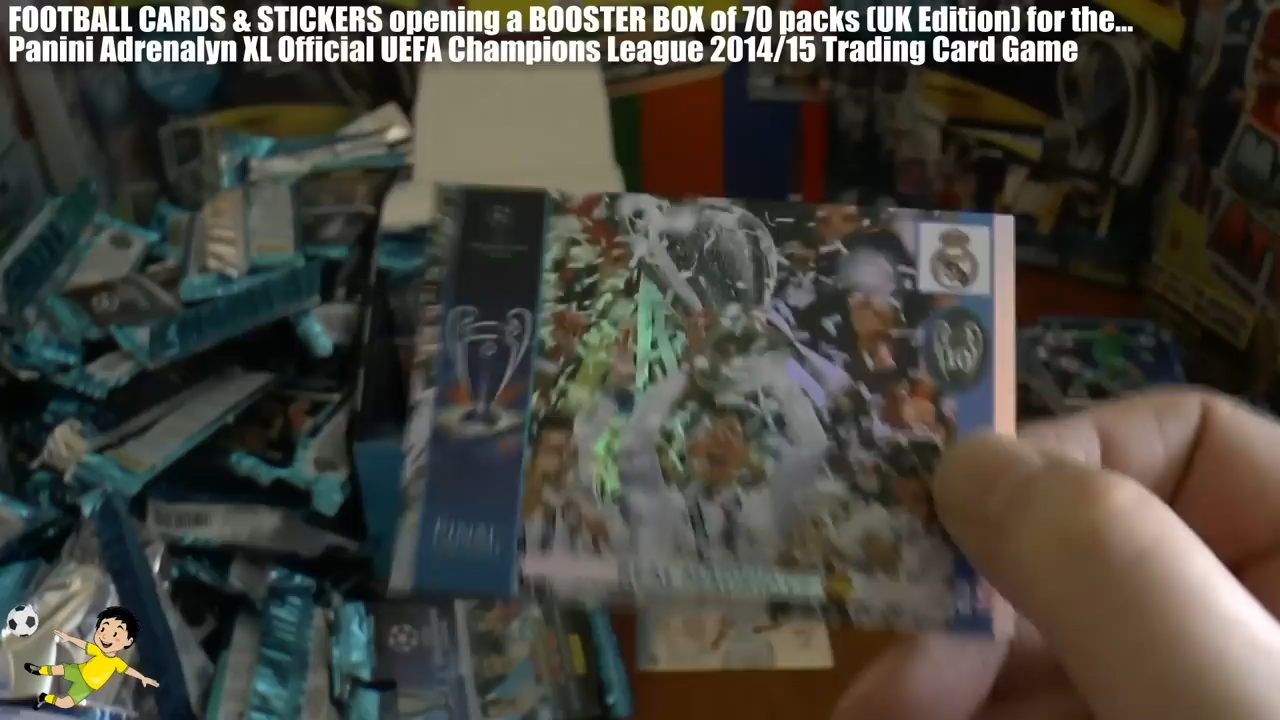 FOOTBALL CARDS & STICKERS opening a BOOSTER BOX of 70 packs (UK Edition) for the...
Panini Adrenalyn XL Official UEFA Champions League 2014/15 Trading Card Game
FINAL